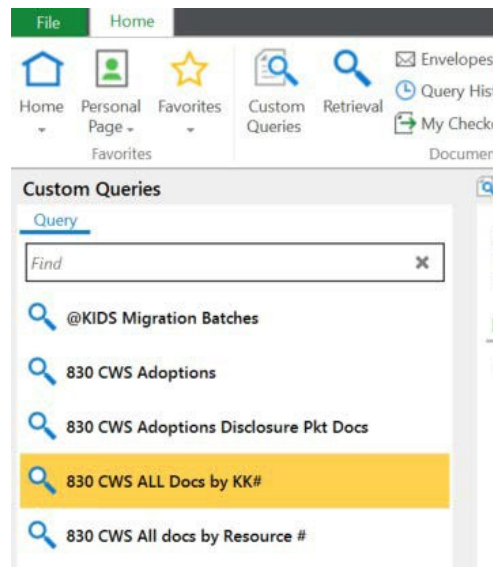 File Home
Home Personal Page Favorites Custom Queries Retrieval
Envelopes
Query His
My Check
Favorites Documen
Custom Queries
Query
Find
@KIDS Migration Batches
830 CWS Adoptions
830 CWS Adoptions Disclosure Pkt Docs
830 CWS ALL Docs by KK#
830 CWS All docs by Resource #